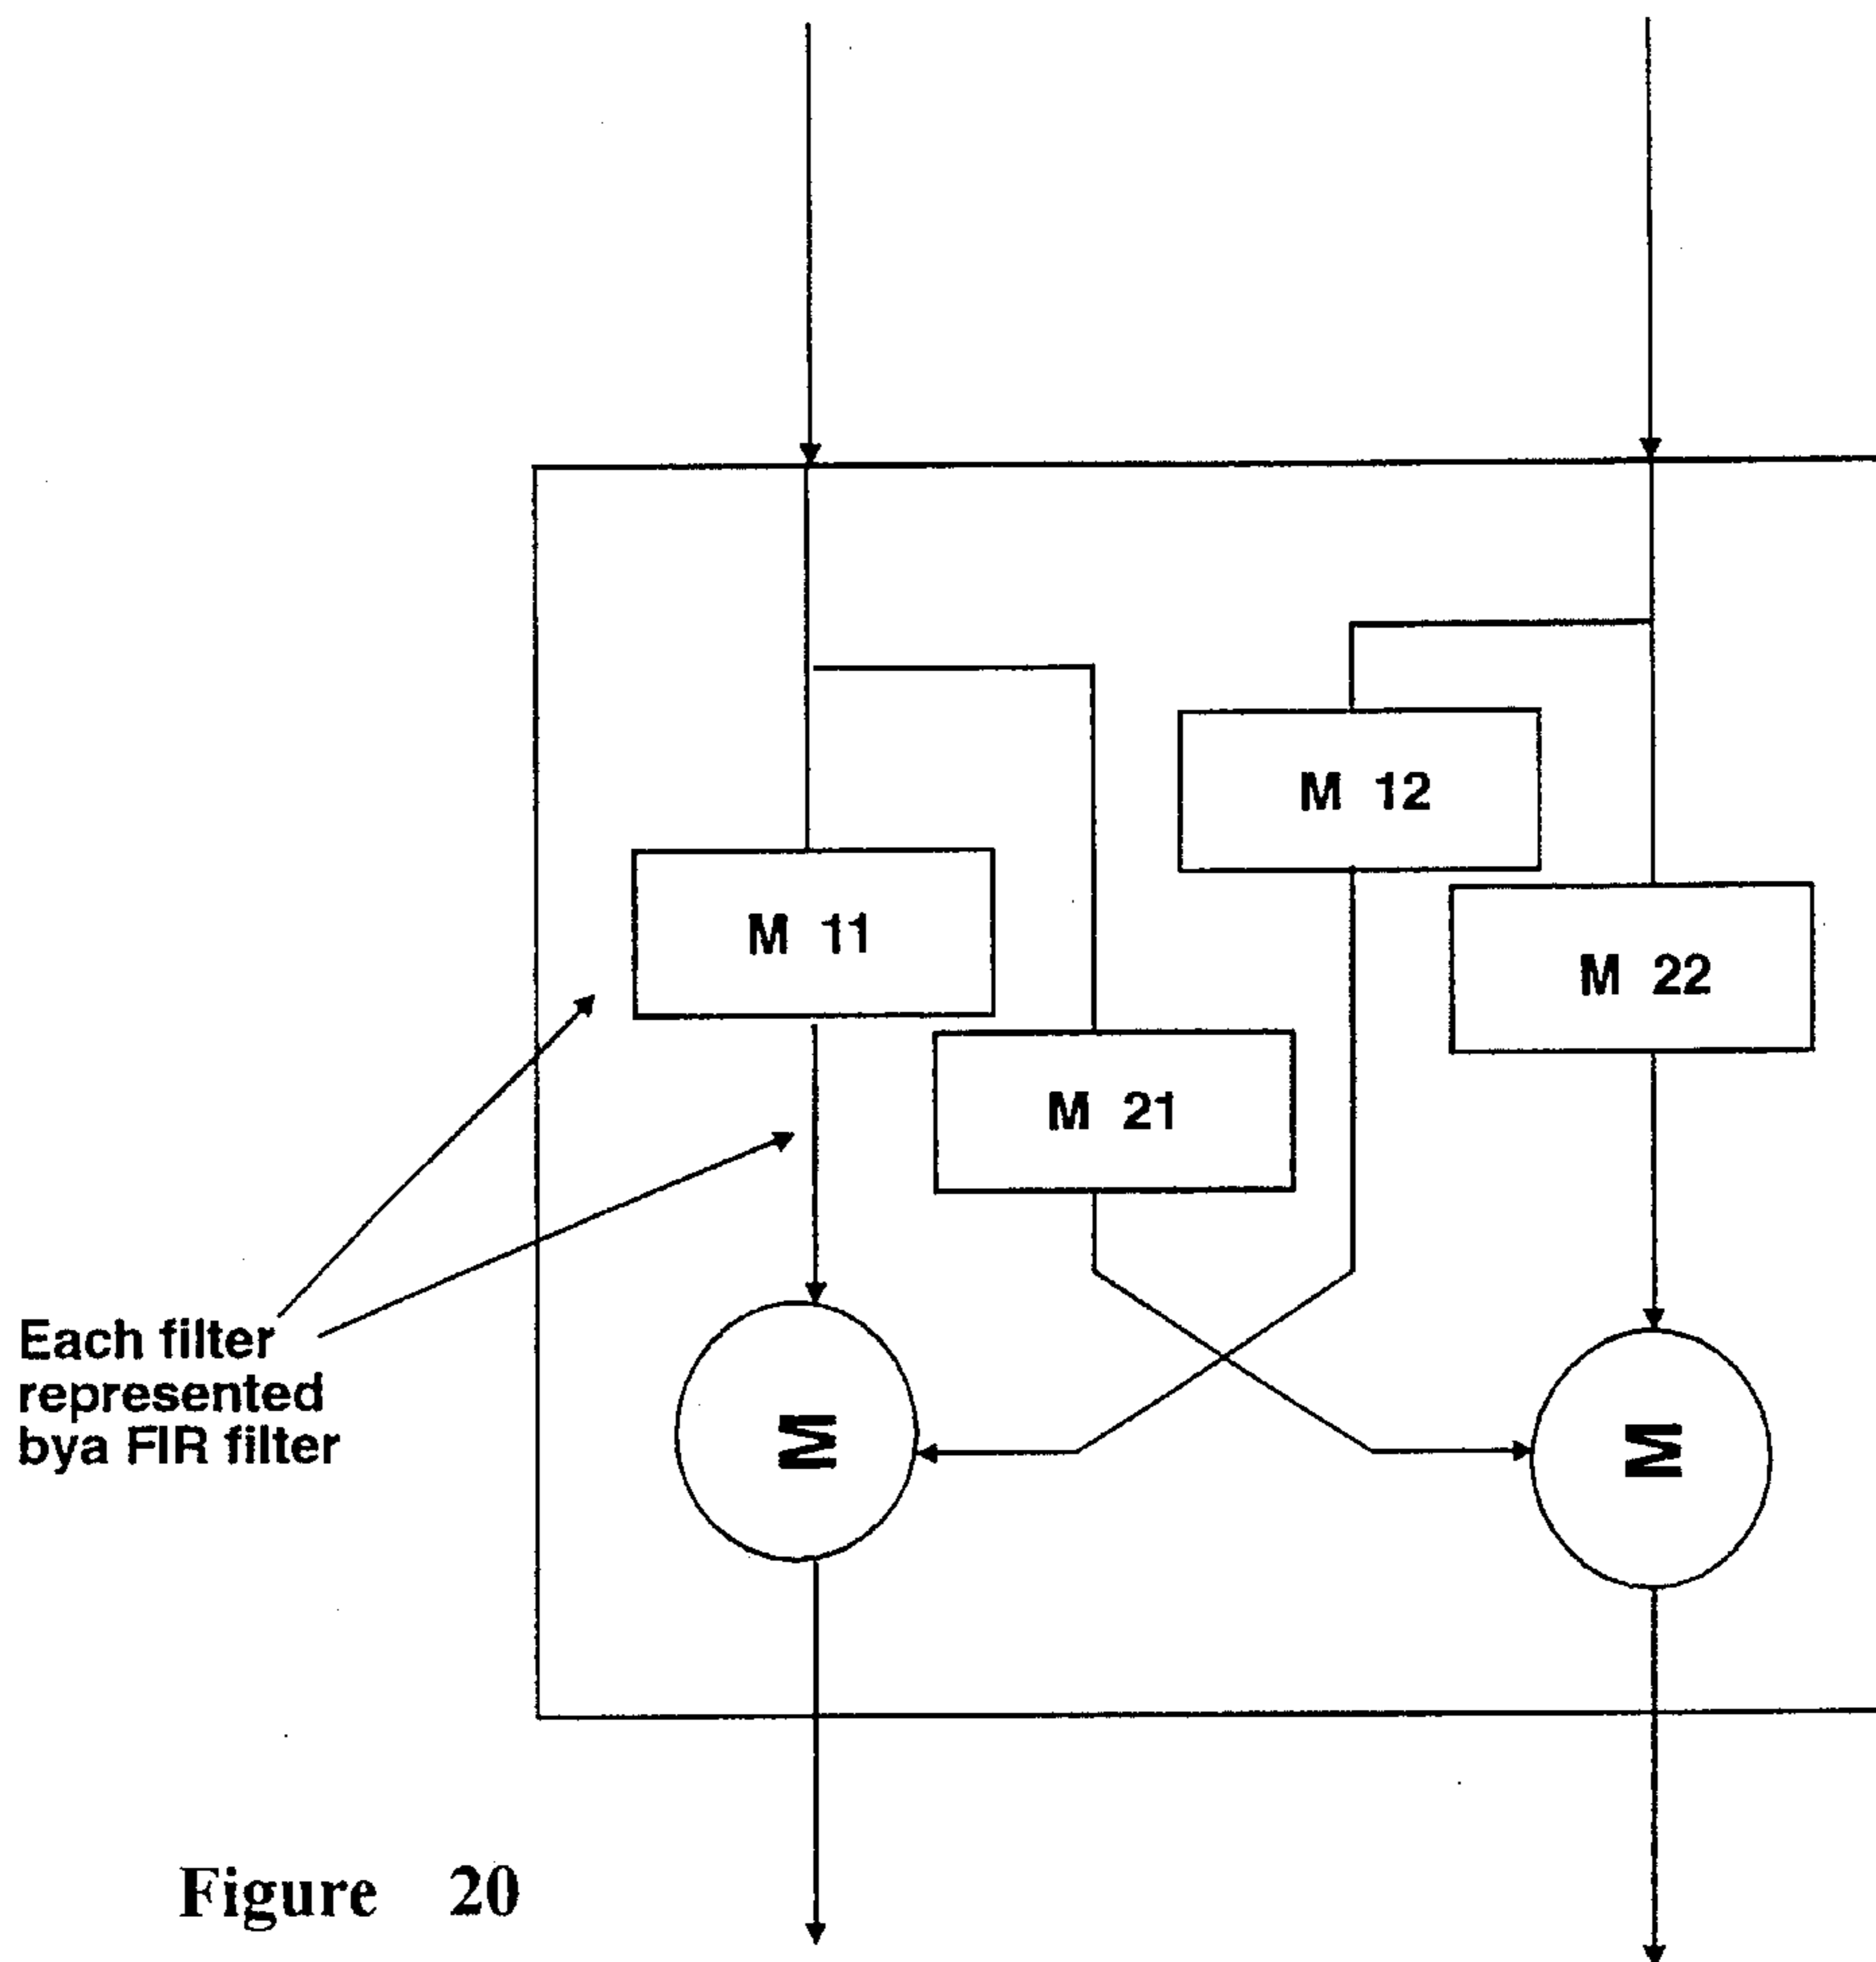 M 12
M 11
M 22
M 21
Each filter
represented
bya FIR filter
M
M
Figure 20